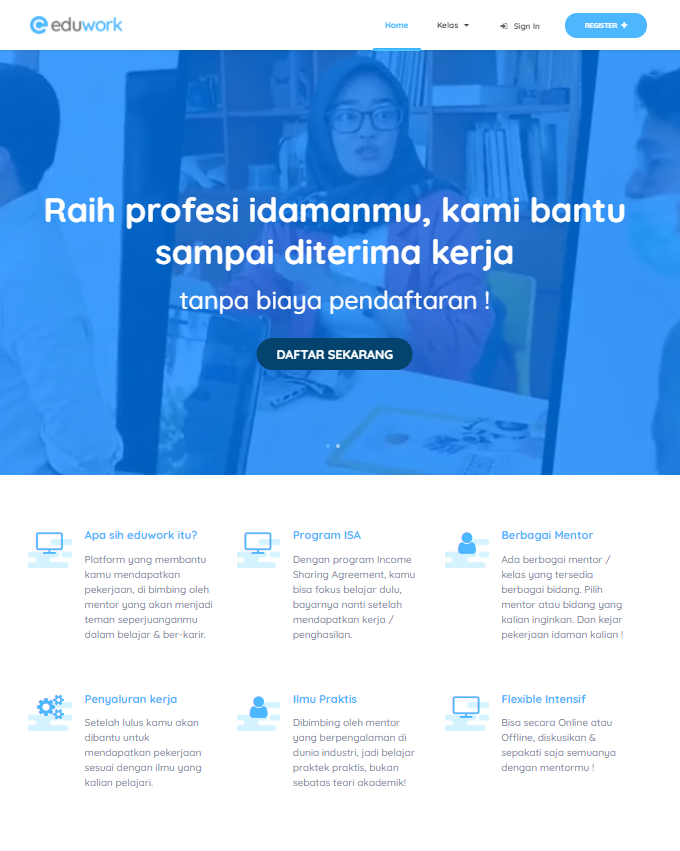 eduwork
Home
Kelas
Sign In
REGISTER
Raih profesi idamanmu, kami bantu
sampai diterima kerja
tanpa biaya pendaftaran !
DAFTAR SEKARANG
Apa sih eduwork itu?
Platform yang membantu
kamu mendapatkan
pekerjaan, di bimbing oleh
mentor yang akan menjadi
teman seperjuanganmu
dalam belajar & ber-karir.
Program ISA
Dengan program Income
Sharing Agreement, kamu
bisa fokus belajar dulu,
bayarnya nanti setelah
mendapatkan kerja /
penghasilan.
Berbagai Mentor
Ada berbagai mentor /
kelas yang tersedia
berbagai bidang. Pilih
mentor atau bidang yang
kalian inginkan. Dan kejar
pekerjaan idaman kalian !
Penyaluran kerja
Setelah lulus kamu akan
dibantu untuk
mendapatkan pekerjaan
sesuai dengan ilmu yang
kalian pelajari.
Ilmu Praktis
Dibimbing oleh mentor
yang berpengalaman di
dunia industri, jadi belajar
praktek praktis, bukan
sebatas teori akademik!
Flexible Intensif
Bisa secara Online atau
Offline, diskusikan &
sepakati saja semuanya
dengan mentormu !